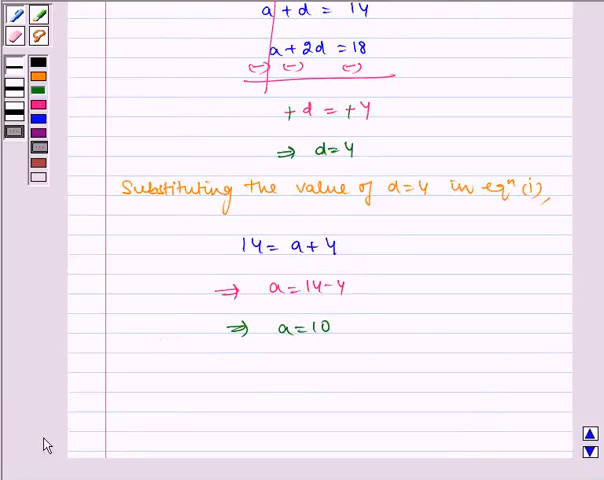 a + d = 14
a + 2d = 18
(-) (-) (-)
+ d = + 4
⇒ d = 4
Substituting the value of d = 4 in eqⁿ (i),
14 = a + 4
⇒ a = 14 - 4
⇒ a = 10